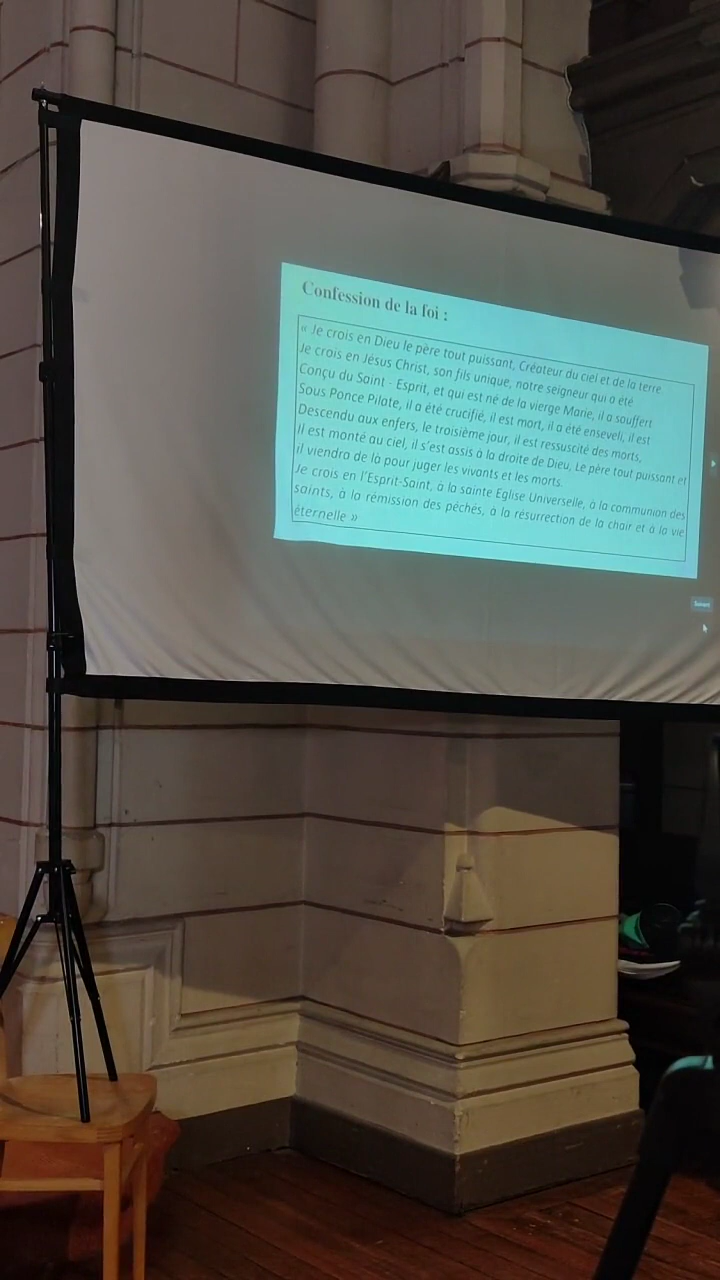 Confession de la foi :
« Je crois en Dieu le père tout puissant, Créateur du ciel et de la terre.
Je crois en Jésus Christ, son fils unique, notre seigneur qui a été
Conçu du Saint - Esprit, et qui est né de la vierge Marie, il a souffert
Sous Ponce Pilate, il a été crucifié, il est mort, il a été enseveli, il est
Descendu aux enfers, le troisième jour, il est ressuscité des morts,
Il est monté au ciel, il s'est assis à la droite de Dieu, Le père tout puissant et
il viendra de là pour juger les vivants et les morts.
Je crois en l'Esprit-Saint, à la sainte Eglise Universelle, à la communion des
saints, à la rémission des péchés, à la résurrection de la chair et à la vie
éternelle »
Suivant